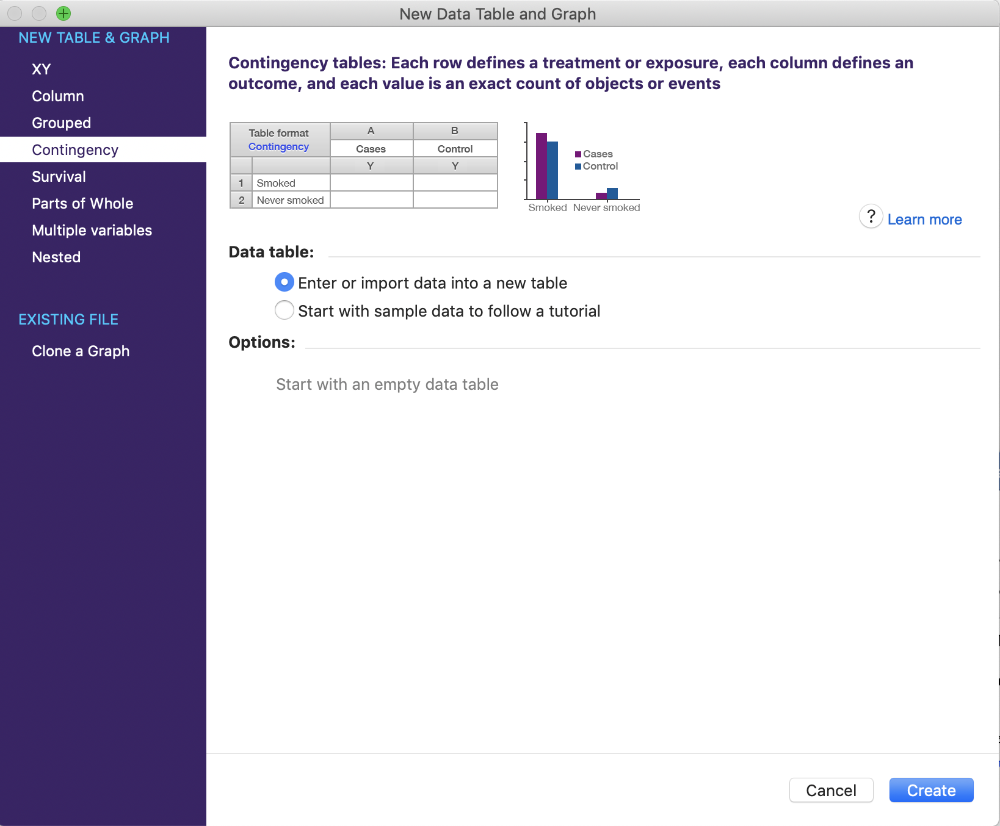 New Data Table and Graph
NEW TABLE & GRAPH
XY
Column
Grouped
Contingency
Survival
Parts of Whole
Multiple variables
Nested
EXISTING FILE
Clone a Graph
Contingency tables: Each row defines a treatment or exposure, each column defines an
outcome, and each value is an exact count of objects or events
Table format
Contingency
A
B
Cases
Control
Y
Y
1 Smoked
2 Never smoked
Cases
Control
Smoked Never smoked
? Learn more
Data table:
Enter or import data into a new table
Start with sample data to follow a tutorial
Options:
Start with an empty data table
Cancel
Create